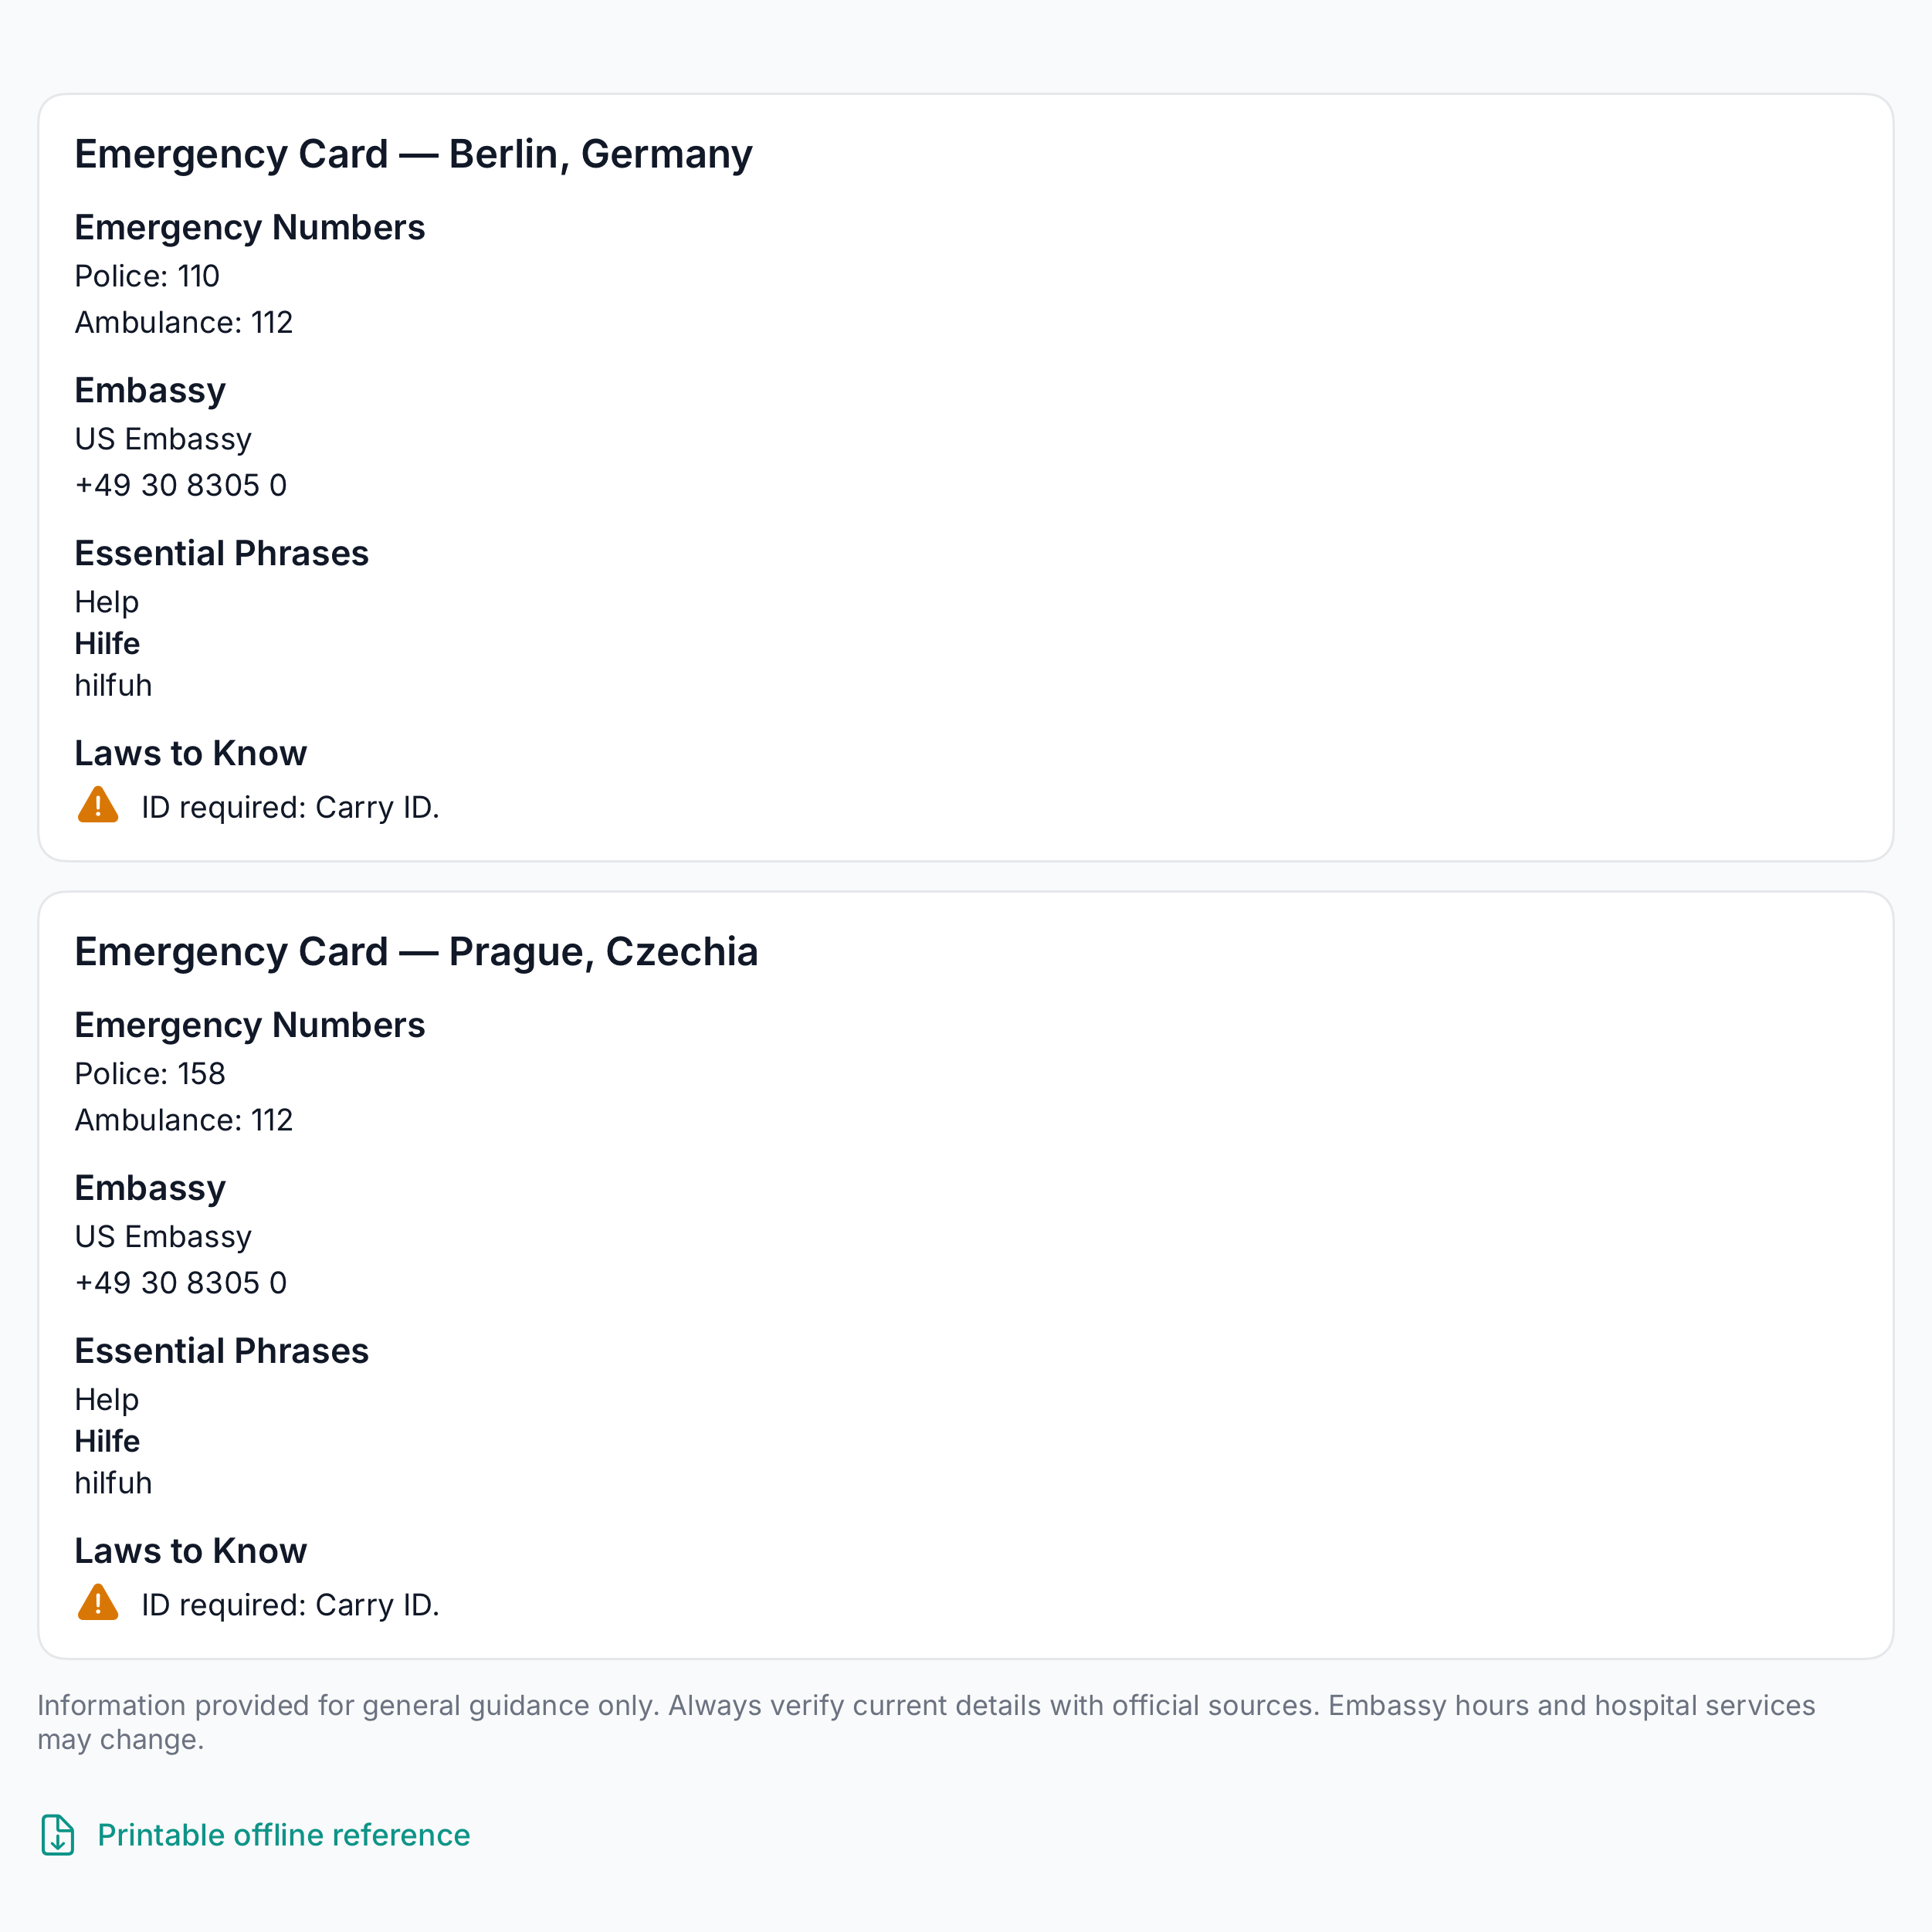 Emergency Card — Berlin, Germany
Emergency Numbers
Police: 110
Ambulance: 112
Embassy
US Embassy
+49 30 8305 0
Essential Phrases
Help
Hilfe
hilfuh
Laws to Know
ID required: Carry ID.
Emergency Card — Prague, Czechia
Emergency Numbers
Police: 158
Ambulance: 112
Embassy
US Embassy
+49 30 8305 0
Essential Phrases
Help
Hilfe
hilfuh
Laws to Know
ID required: Carry ID.
Information provided for general guidance only. Always verify current details with official sources. Embassy hours and hospital services
may change.
Printable offline reference